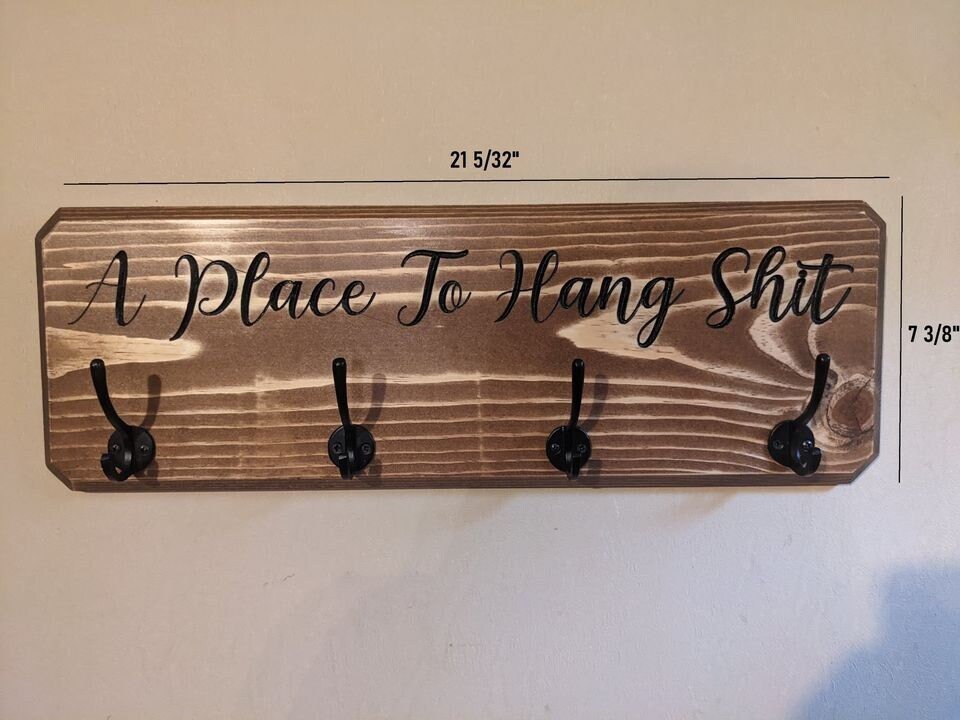 21 5/32"
A Place To Hang Shit
7 3/8"